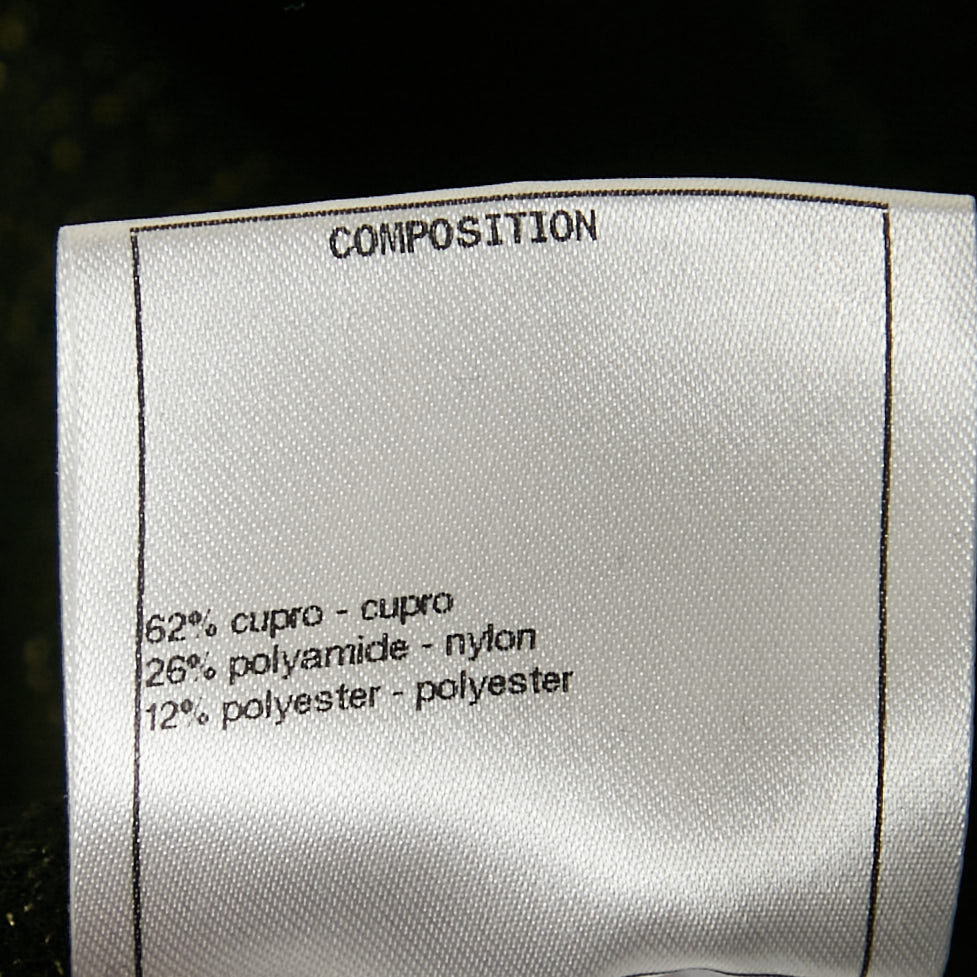 COMPOSITION
62% cupro - cupro
26% polyamide - nylon
12% polyester - polyester